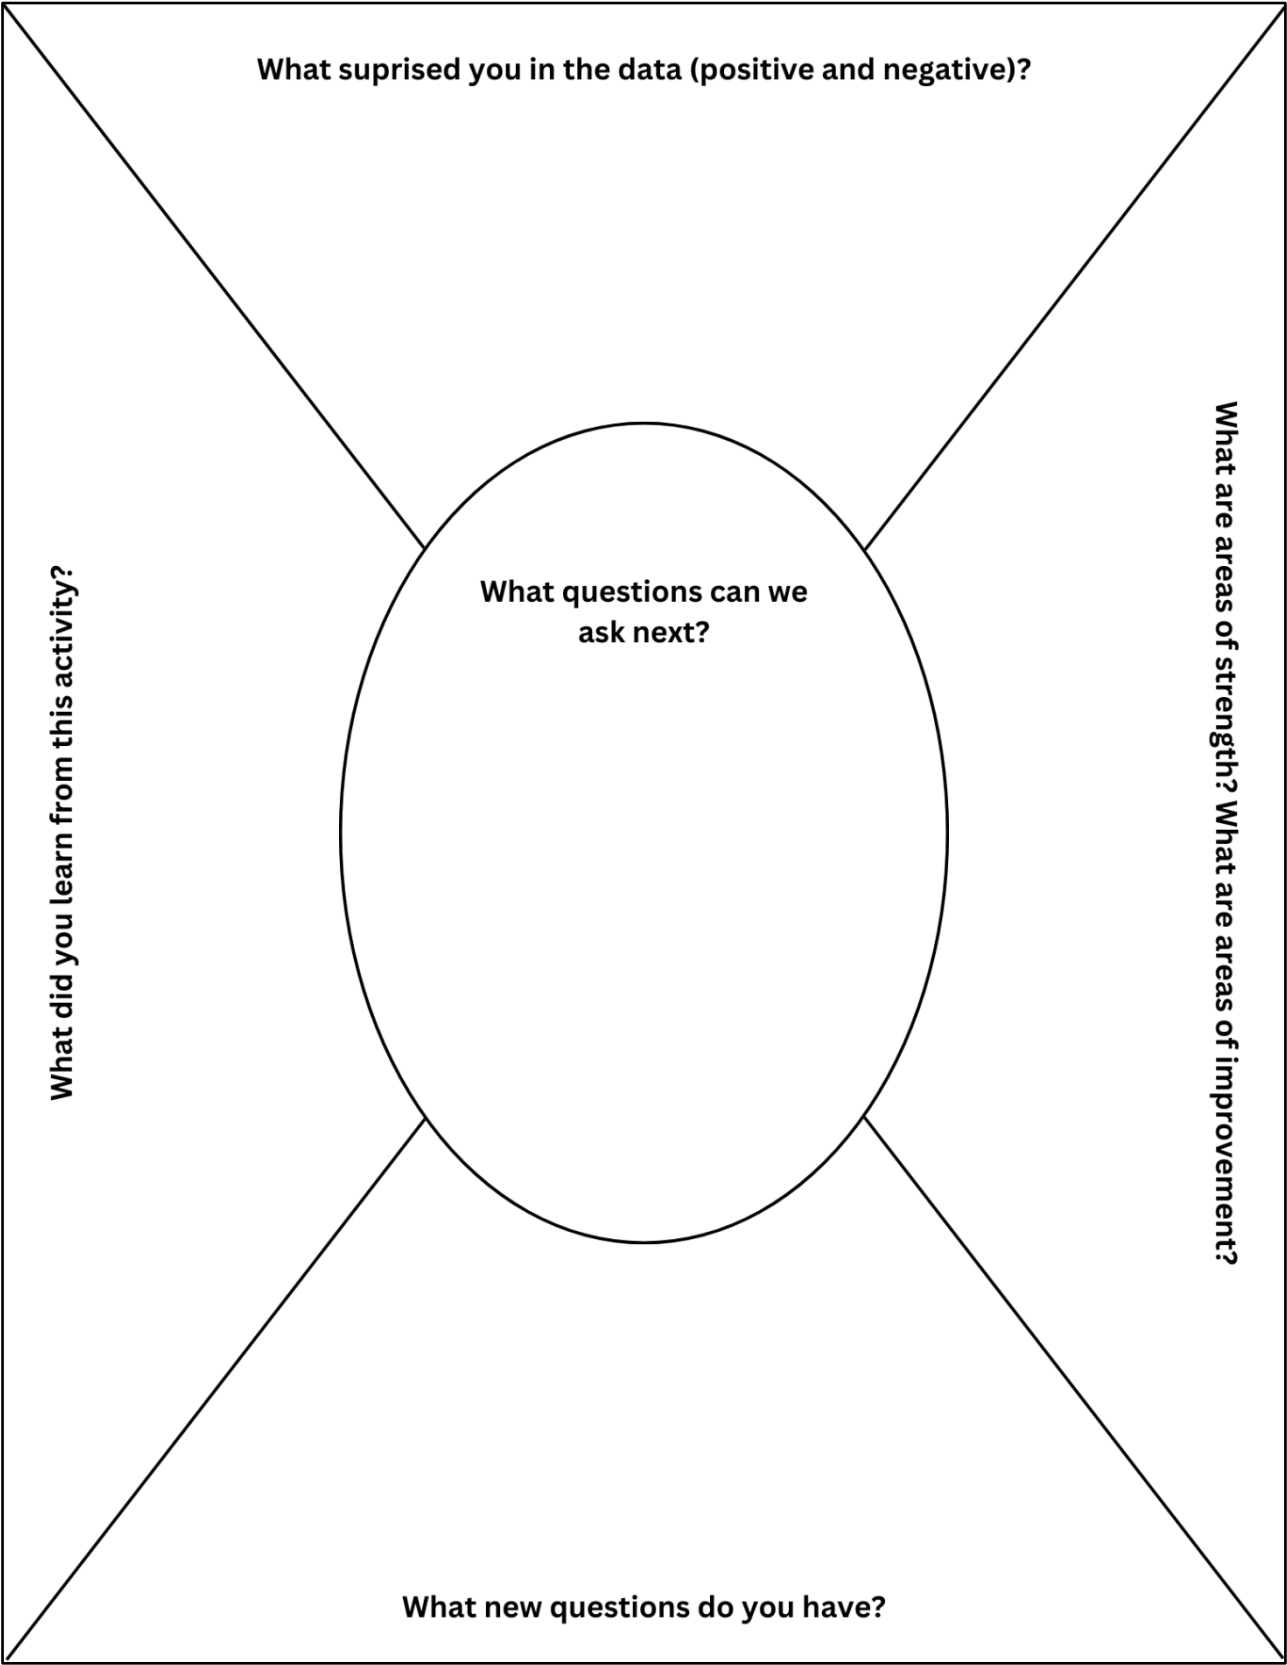 What suprised you in the data (positive and negative)?
What did you learn from this activity?
What questions can we
ask next?
What are areas of strength? What are areas of improvement?
What new questions do you have?